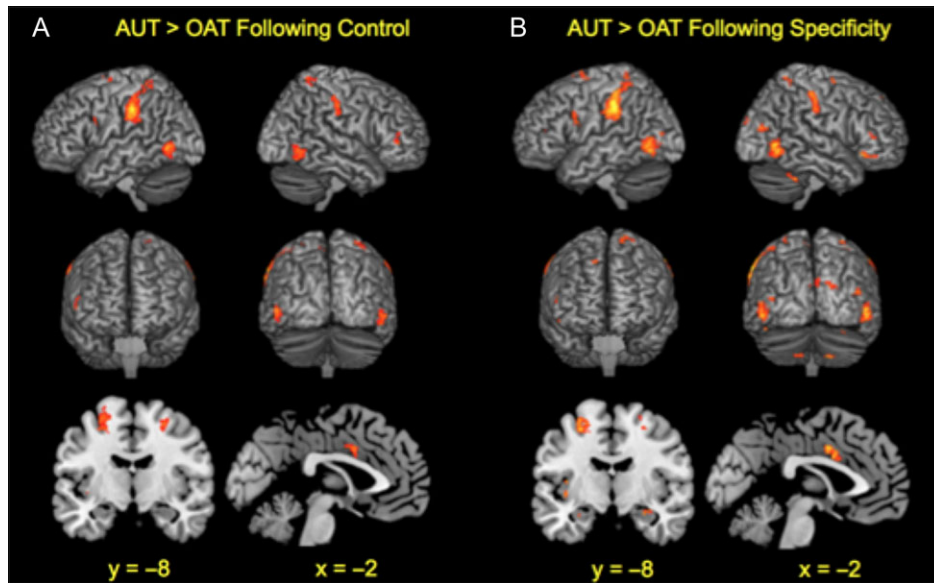 A AUT > OAT Following Control
B AUT > OAT Following Specificity
y = −8 x = −2
y = −8 x = −2